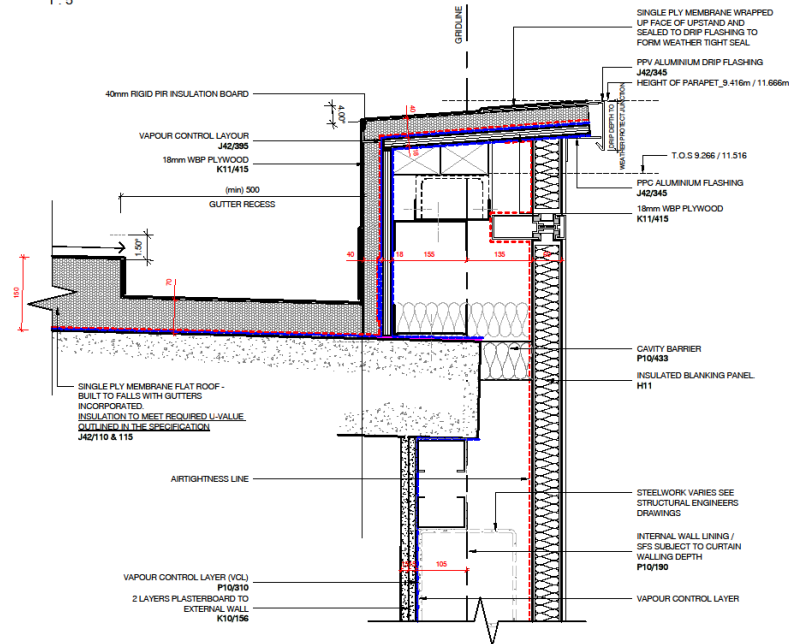 1 : 5
GRIDLINE
SINGLE PLY MEMBRANE WRAPPED
UP FACE OF UPSTAND AND
SEALED TO DRIP FLASHING TO
FORM WEATHER TIGHT SEAL
PPV ALUMINIUM DRIP FLASHING
J42/345
HEIGHT OF PARAPET_9.416m / 11.666m
DRIP DEPTH TO
WEATHER PROTECT JUNCTION
40mm RIGID PIR INSULATION BOARD
4.00°
40
VAPOUR CONTROL LAYOUR
J42/395
18mm WBP PLYWOOD
K11/415
T.O.S 9.266 / 11.516
PPC ALUMINIUM FLASHING
J42/345
18mm WBP PLYWOOD
K11/415
(min) 500
GUTTER RECESS
1.50°
40
18
155
135
150
70
CAVITY BARRIER
P10/433
INSULATED BLANKING PANEL.
H11
SINGLE PLY MEMBRANE FLAT ROOF -
BUILT TO FALLS WITH GUTTERS
INCORPORATED.
INSULATION TO MEET REQUIRED U-VALUE
OUTLINED IN THE SPECIFICATION
J42/110 & 115
AIRTIGHTNESS LINE
STEELWORK VARIES SEE
STRUCTURAL ENGINEERS
DRAWINGS
INTERNAL WALL LINING /
SFS SUBJECT TO CURTAIN
WALLING DEPTH
P10/190
105
VAPOUR CONTROL LAYER (VCL)
P10/310
2 LAYERS PLASTERBOARD TO
EXTERNAL WALL
K10/156
VAPOUR CONTROL LAYER